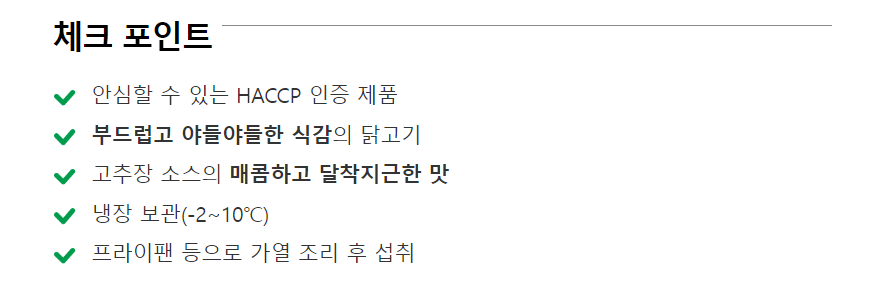 체크 포인트
안심할 수 있는 HACCP 인증 제품
부드럽고 야들야들한 식감의 닭고기
고추장 소스의 매콤하고 달착지근한 맛
냉장 보관(-2~10℃)
프라이팬 등으로 가열 조리 후 섭취